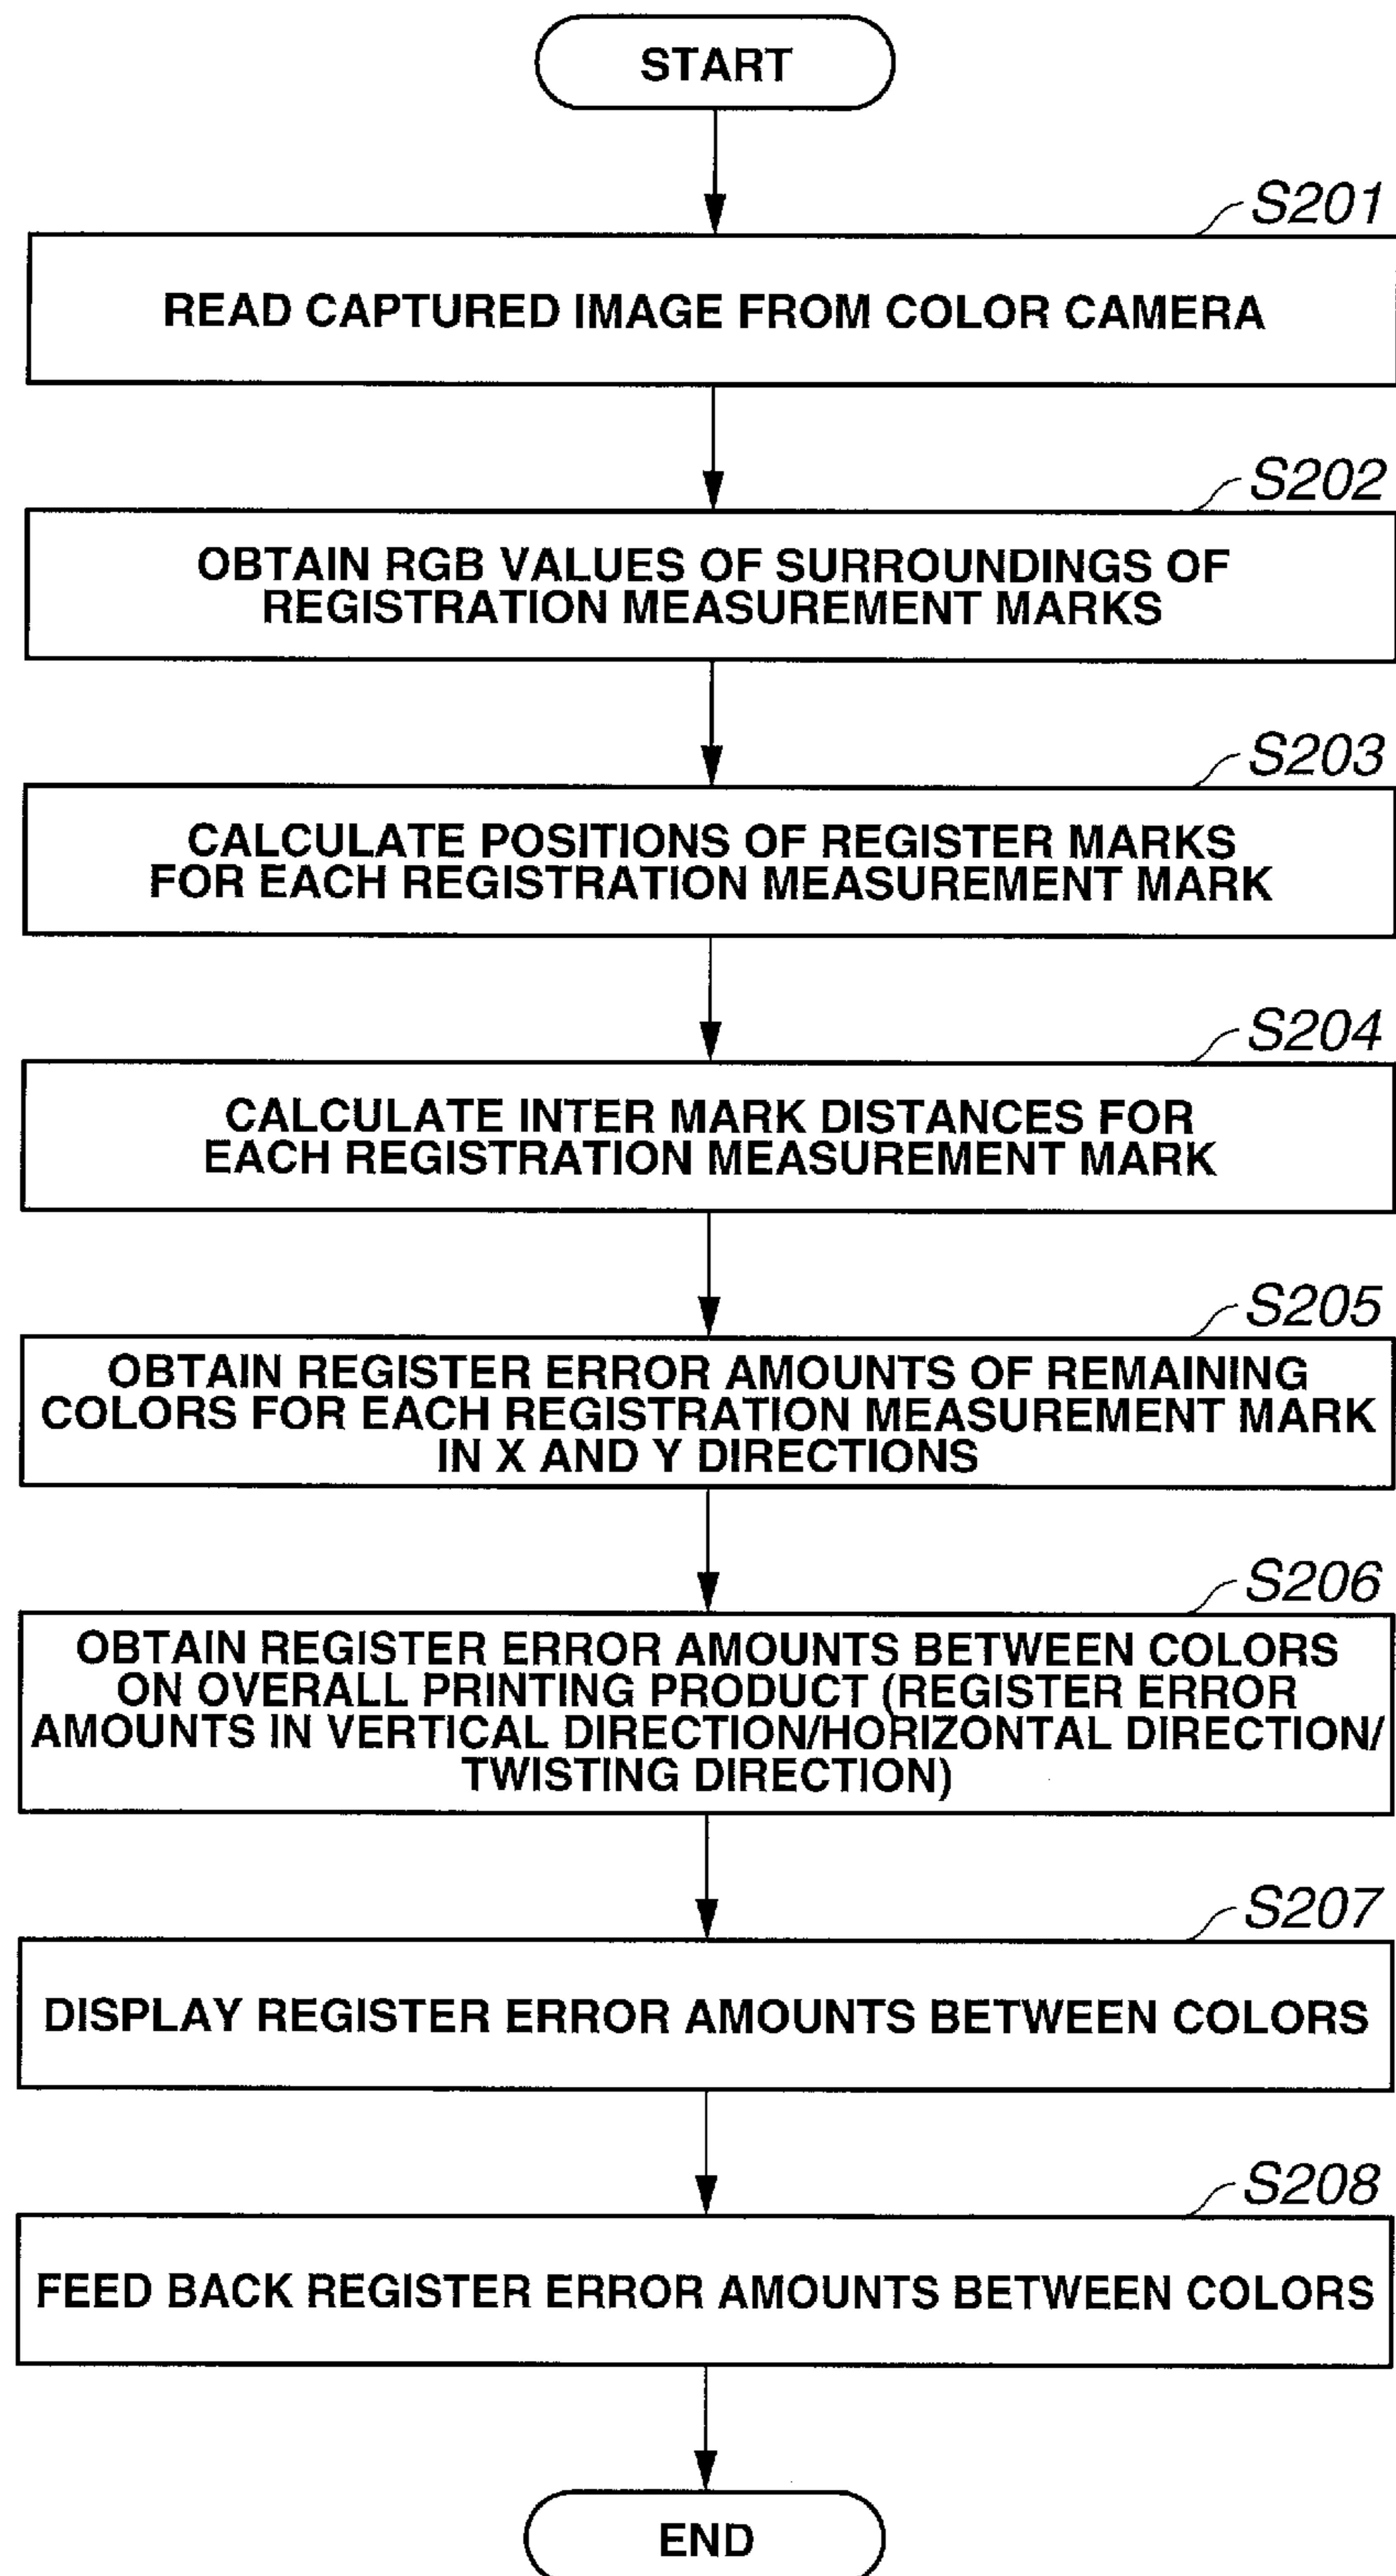 START
S201
READ CAPTURED IMAGE FROM COLOR CAMERA
S202
OBTAIN RGB VALUES OF SURROUNDINGS OF
REGISTRATION MEASUREMENT MARKS
S203
CALCULATE POSITIONS OF REGISTER MARKS
FOR EACH REGISTRATION MEASUREMENT MARK
S204
CALCULATE INTER MARK DISTANCES FOR
EACH REGISTRATION MEASUREMENT MARK
S205
OBTAIN REGISTER ERROR AMOUNTS OF REMAINING
COLORS FOR EACH REGISTRATION MEASUREMENT MARK
IN X AND Y DIRECTIONS
S206
OBTAIN REGISTER ERROR AMOUNTS BETWEEN COLORS
ON OVERALL PRINTING PRODUCT (REGISTER ERROR
AMOUNTS IN VERTICAL DIRECTION/HORIZONTAL DIRECTION/
TWISTING DIRECTION)
S207
DISPLAY REGISTER ERROR AMOUNTS BETWEEN COLORS
S208
FEED BACK REGISTER ERROR AMOUNTS BETWEEN COLORS
END